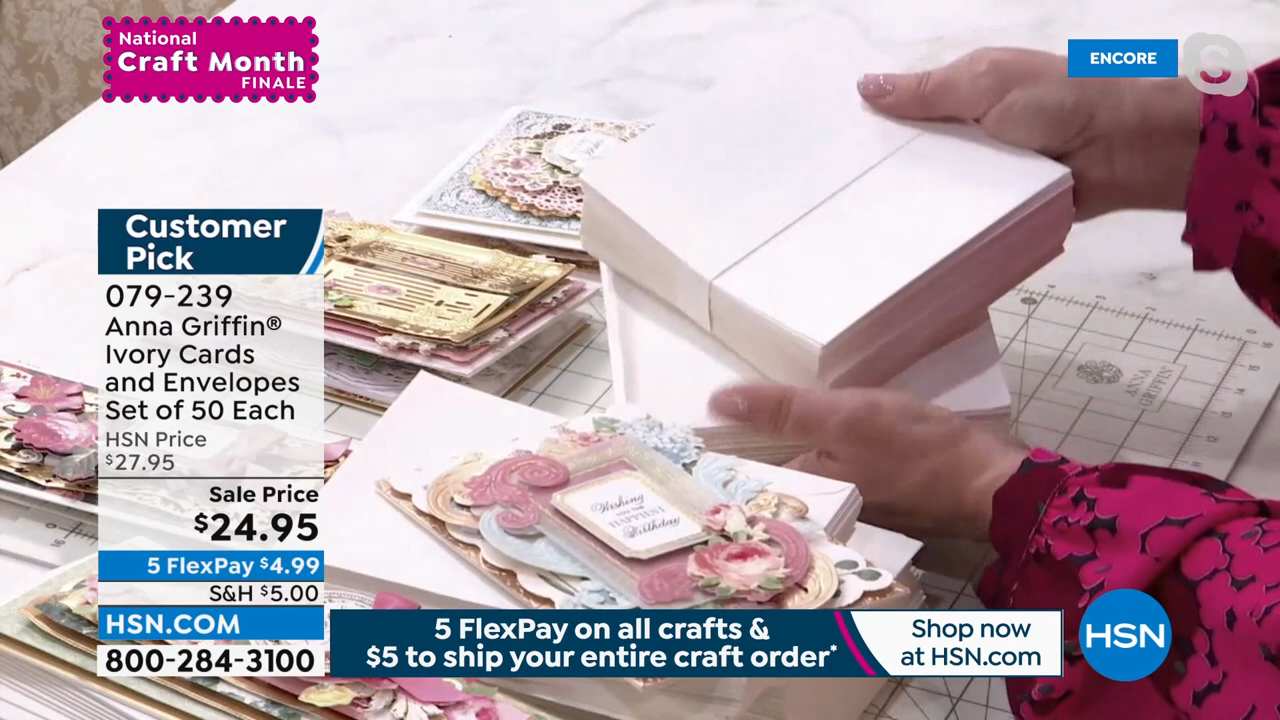 National
Craft Month
FINALE
ENCORE
S
Customer
Pick
079-239
Anna Griffin®
Ivory Cards
and Envelopes
Set of 50 Each
HSN Price
$27.95
Sale Price
$24.95
5 FlexPay $4.99
S&H $5.00
HSN.COM
800-284-3100
Wishing
YOU THE
HAPPIEST
Birthday
ANNA
GRIFFIN
5 FlexPay on all crafts &
$5 to ship your entire craft order*
Shop now
at HSN.com
HSN